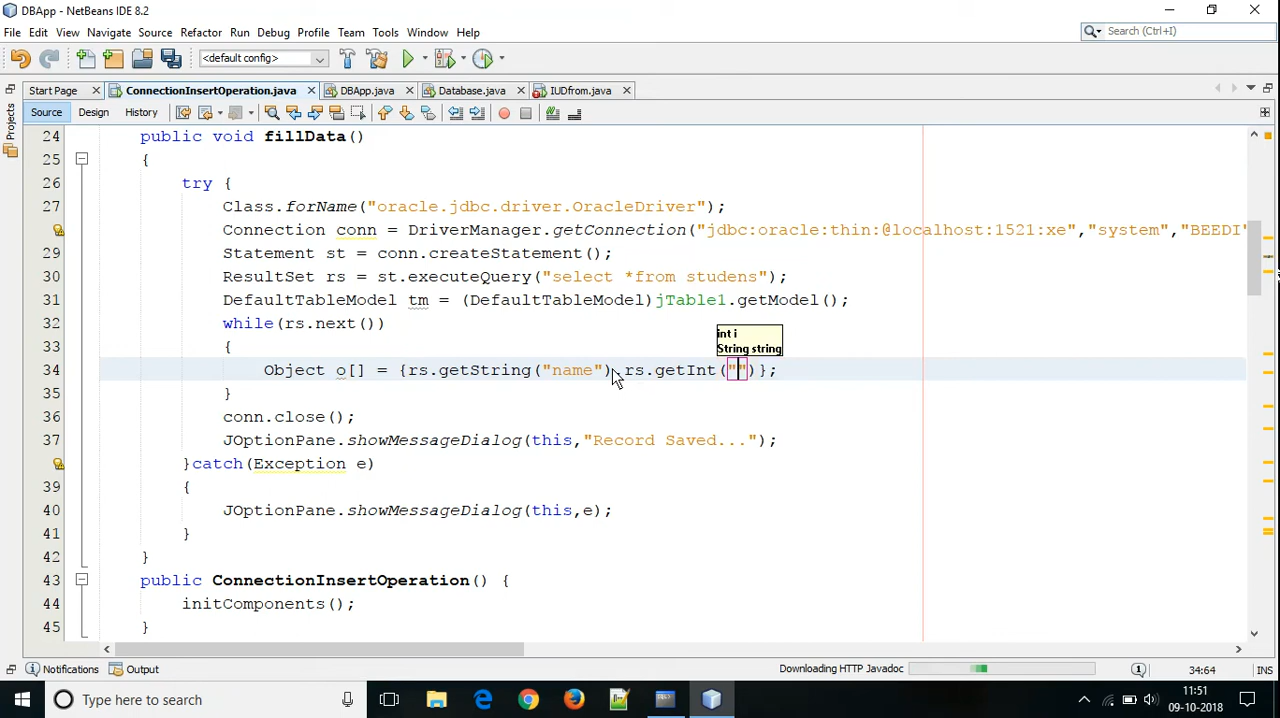 DBApp - NetBeans IDE 8.2
File Edit View Navigate Source Refactor Run Debug Profile Team Tools Window Help
Search (Ctrl+I)
<default config>
Start Page ConnectionInsertOperation.java DBApp.java Database.java IUDfrom.java
Source Design History
Projects
24 public void fillData()
25 {
26 try {
27 Class.forName("oracle.jdbc.driver.OracleDriver");
Connection conn = DriverManager.getConnection("jdbc:oracle:thin:@localhost:1521:xe","system","BEEDI"
29 Statement st = conn.createStatement();
30 ResultSet rs = st.executeQuery("select *from studens");
31 DefaultTableModel tm = (DefaultTableModel)jTable1.getModel();
32 while(rs.next())
int i
String string
33 {
34 Object o[] = {rs.getString("name"),rs.getInt("")};
35 }
36 conn.close();
37 JOptionPane.showMessageDialog(this,"Record Saved...");
}catch(Exception e)
39 {
40 JOptionPane.showMessageDialog(this,e);
41 }
42 }
43 public ConnectionInsertOperation() {
44 initComponents();
45 }
Notifications Output
Downloading HTTP Javadoc
1
34:64 INS
Type here to search
11:51
09-10-2018